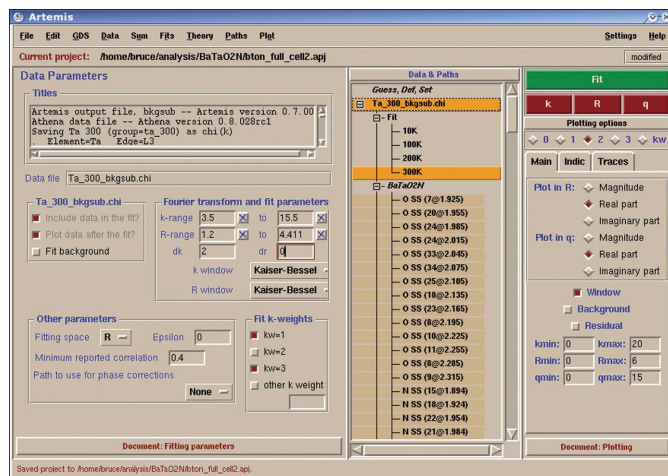 Artemis
File Edit GDS Data Sum Fits Theory Paths Plot Settings Help
Current project: /home/bruce/analysis/BaTaO2N/bton_full_cell2.apj modified
Data Parameters
Titles
Artemis output file, bkgsub -- Artemis version 0.7.00
Athena data file -- Athena version 0.8.028rc1
Saving Ta 300 (group=ta_300) as chi(k)
. Element=Ta Edge=L3
Data file Ta_300_bkgsub.chi
Ta_300_bkgsub.chi
Include data in the fit?
Plot data after the fit?
Fit background
Fourier transform and fit parameters
k-range 3.5 to 15.5
R-range 1.2 to 4.411
dk 2 dr 0
k window Kaiser-Bessel
R window Kaiser-Bessel
Other parameters
Fitting space R Epsilon 0
Minimum reported correlation 0.4
Path to use for phase corrections
None
Fit k-weights
kw=1
kw=2
kw=3
other k weight
Document: Fitting parameters
Data & Paths
Guess, Def, Set
Ta_300_bkgsub.chi
Fit
10K
100K
200K
300K
BaTaO2N
O SS (7@1.925)
O SS (20@1.955)
O SS (24@1.985)
O SS (24@2.015)
O SS (33@2.045)
O SS (34@2.075)
O SS (25@2.105)
O SS (18@2.135)
O SS (23@2.165)
O SS (8@2.195)
O SS (10@2.225)
O SS (11@2.255)
O SS (8@2.285)
O SS (9@2.315)
N SS (15@1.894)
N SS (18@1.924)
N SS (22@1.954)
N SS (21@1.984)
Fit
k R q
Plotting options
0 1 2 3 kw
Main Indic Traces
Plot in R: Magnitude
Real part
Imaginary part
Plot in q: Magnitude
Real part
Imaginary part
Window
Background
Residual
kmin: 0 kmax: 20
Rmin: 0 Rmax: 6
qmin: 0 qmax: 15
Document: Plotting
Saved project to /home/bruce/analysis/BaTaO2N/bton_full_cell2.apj.